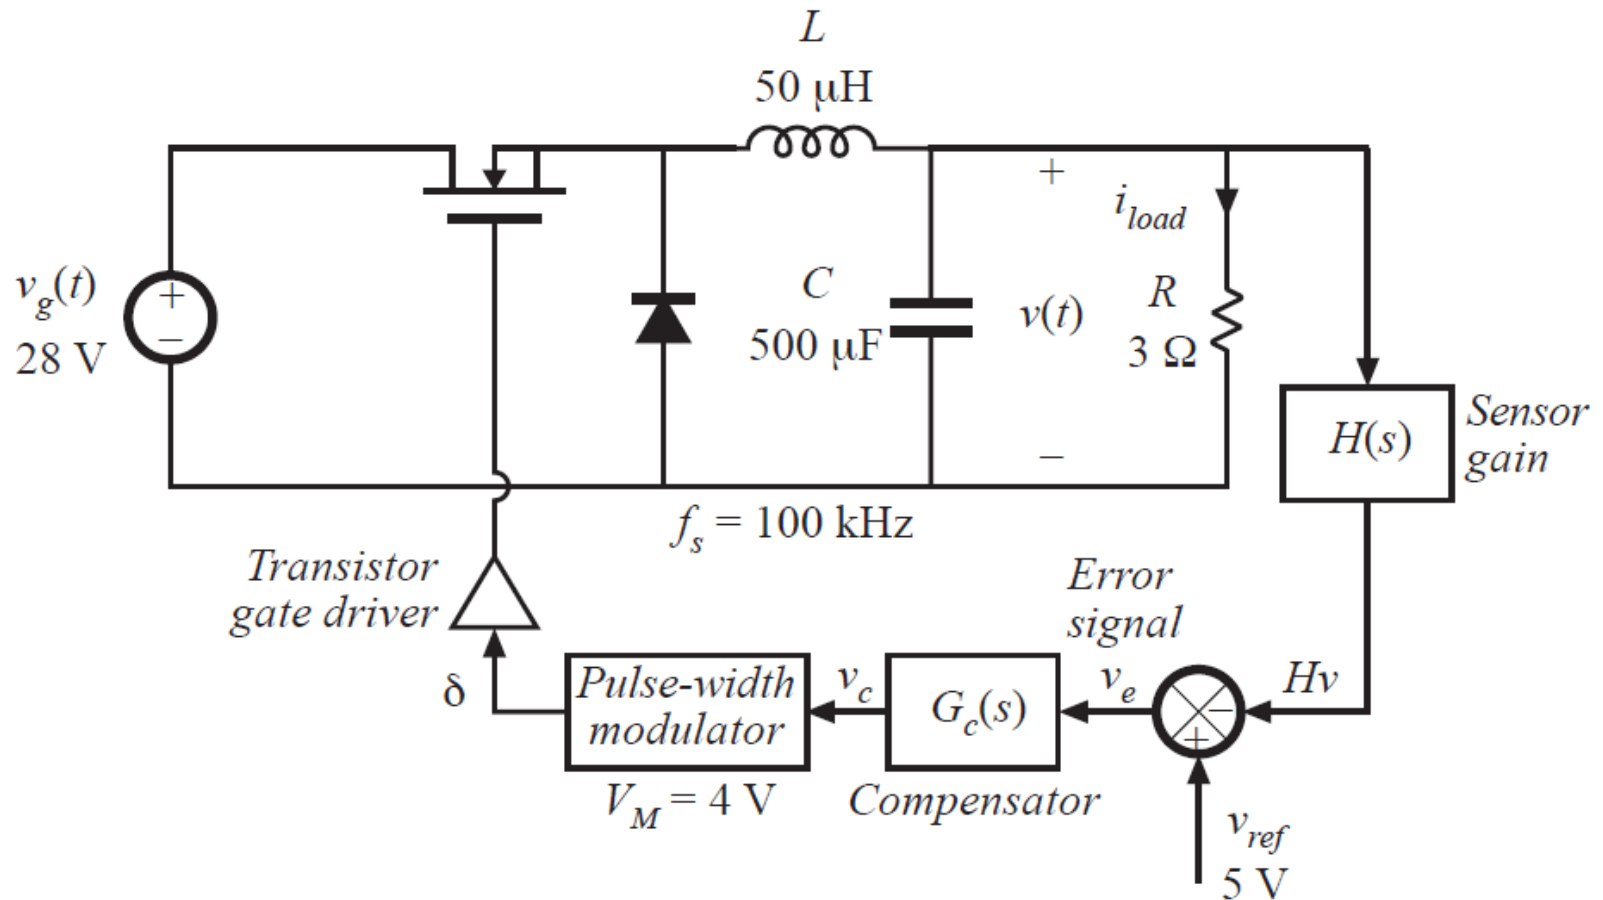 L
50 μH
v_g(t)
28 V
+
−
C
500 μF
+
v(t)
−
i_load
R
3 Ω
H(s)
Sensor
gain
f_s = 100 kHz
Transistor
gate driver
δ
Pulse-width
modulator
V_M = 4 V
v_c
G_c(s)
Compensator
v_e
Error
signal
−
+
Hv
v_ref
5 V